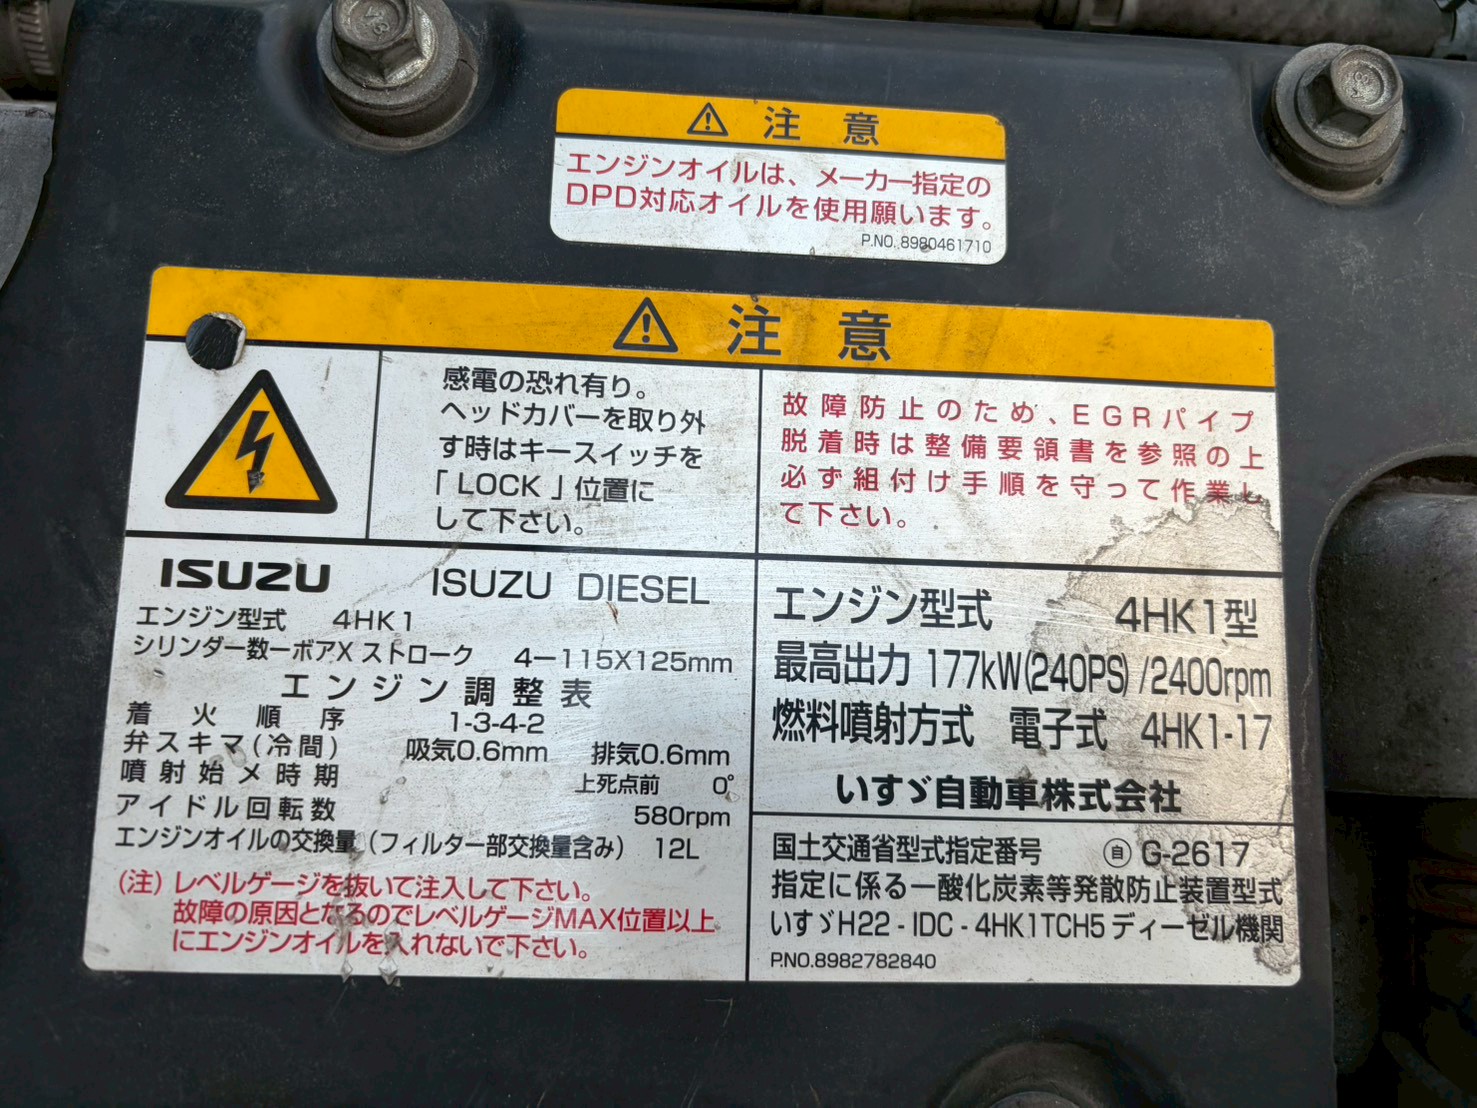 ⚠ 注 意
エンジンオイルは、メーカー指定の
DPD対応オイルを使用願います。
P.NO. 8980461710
⚠ 注 意
感電の恐れ有り。
ヘッドカバーを取り外
す時はキースイッチを
「LOCK」位置に
して下さい。
故障防止のため、EGRパイプ
脱着時は整備要領書を参照の上
必ず組付け手順を守って作業し
て下さい。
ISUZU ISUZU DIESEL
エンジン型式 4HK1
シリンダー数ーボアX ストローク 4ー115X125mm
エンジン調整表
着火順序 1-3-4-2
弁スキマ(冷間) 吸気0.6mm 排気0.6mm
噴射始メ時期 上死点前 0°
アイドル回転数 580rpm
エンジンオイルの交換量(フィルター部交換量含み) 12L
(注) レベルゲージを抜いて注入して下さい。
故障の原因となるのでレベルゲージMAX位置以上
にエンジンオイルを入れないで下さい。
エンジン型式 4HK1型
最高出力 177kW(240PS)/2400rpm
燃料噴射方式 電子式 4HK1-17
いすゞ自動車株式会社
国土交通省型式指定番号 ㊀自 G-2617
指定に係る一酸化炭素等発散防止装置型式
いすゞH22-IDC-4HK1TCH5ディーゼル機関
P.NO.8982782840